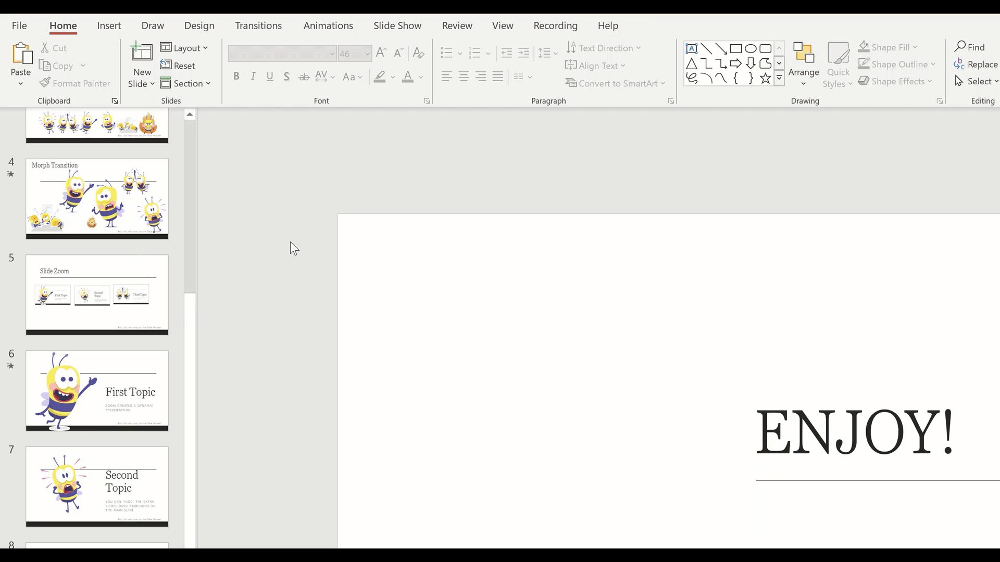 File Home Insert Draw Design Transitions Animations Slide Show Review View Recording Help
Paste
Cut
Copy
Format Painter
Clipboard
New
Slide
Layout
Reset
Section
Slides
46
B I U S ab AV Aa A
Font
Text Direction
Align Text
Convert to SmartArt
Paragraph
A
Arrange
Quick
Styles
Shape Fill
Shape Outline
Shape Effects
Drawing
Find
Replace
Select
Editing
4
Morph Transition
5
Slide Zoom
First Topic
Second
Topic
Third Topic
6
First Topic
ZOOM CREATES A DYNAMIC
PRESENTATION
7
Second
Topic
YOU CAN "HIDE" THE EXTRA
SLIDES ONCE EMBEDDED ON
THE MAIN SLIDE
8
ENJOY!